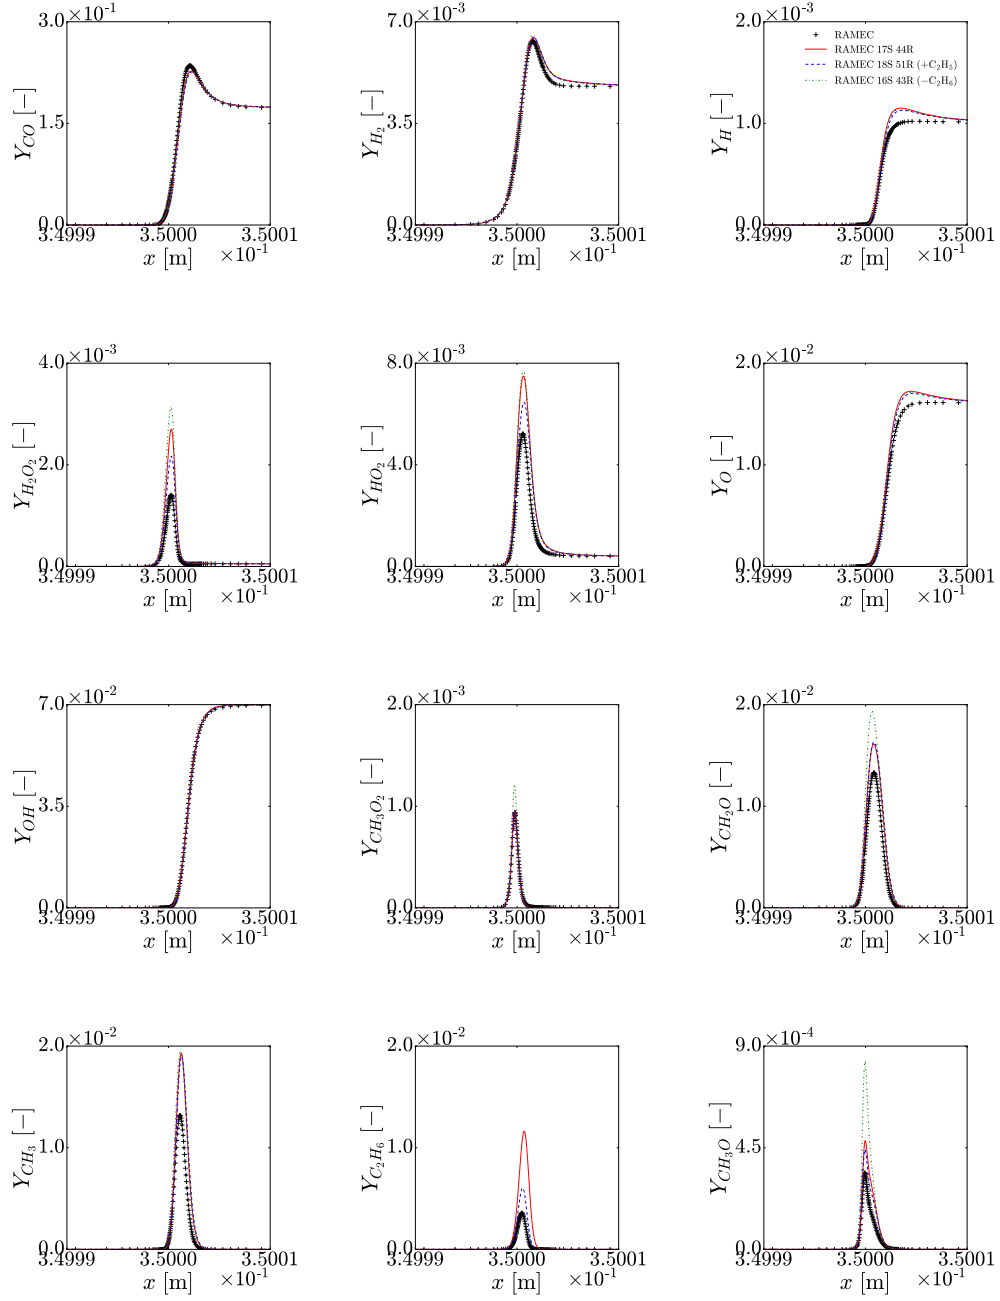 3.0 ×10⁻¹
1.5
0.0
Y_CO [−]
3.4999 3.5000 3.5001
×10⁻¹
x [m]
7.0 ×10⁻³
3.5
0.0
Y_H₂ [−]
3.4999 3.5000 3.5001
×10⁻¹
x [m]
2.0 ×10⁻³
1.0
0.0
Y_H [−]
RAMEC
RAMEC 17S 44R
RAMEC 18S 51R (+C₂H₅)
RAMEC 16S 43R (−C₂H₆)
3.4999 3.5000 3.5001
×10⁻¹
x [m]
4.0 ×10⁻³
2.0
0.0
Y_H₂O₂ [−]
3.4999 3.5000 3.5001
×10⁻¹
x [m]
8.0 ×10⁻³
4.0
0.0
Y_HO₂ [−]
3.4999 3.5000 3.5001
×10⁻¹
x [m]
2.0 ×10⁻²
1.0
0.0
Y_O [−]
3.4999 3.5000 3.5001
×10⁻¹
x [m]
7.0 ×10⁻²
3.5
0.0
Y_OH [−]
3.4999 3.5000 3.5001
×10⁻¹
x [m]
2.0 ×10⁻³
1.0
0.0
Y_CH₃O₂ [−]
3.4999 3.5000 3.5001
×10⁻¹
x [m]
2.0 ×10⁻²
1.0
0.0
Y_CH₂O [−]
3.4999 3.5000 3.5001
×10⁻¹
x [m]
2.0 ×10⁻²
1.0
0.0
Y_CH₃ [−]
3.4999 3.5000 3.5001
×10⁻¹
x [m]
2.0 ×10⁻²
1.0
0.0
Y_C₂H₆ [−]
3.4999 3.5000 3.5001
×10⁻¹
x [m]
9.0 ×10⁻⁴
4.5
0.0
Y_CH₃O [−]
3.4999 3.5000 3.5001
×10⁻¹
x [m]